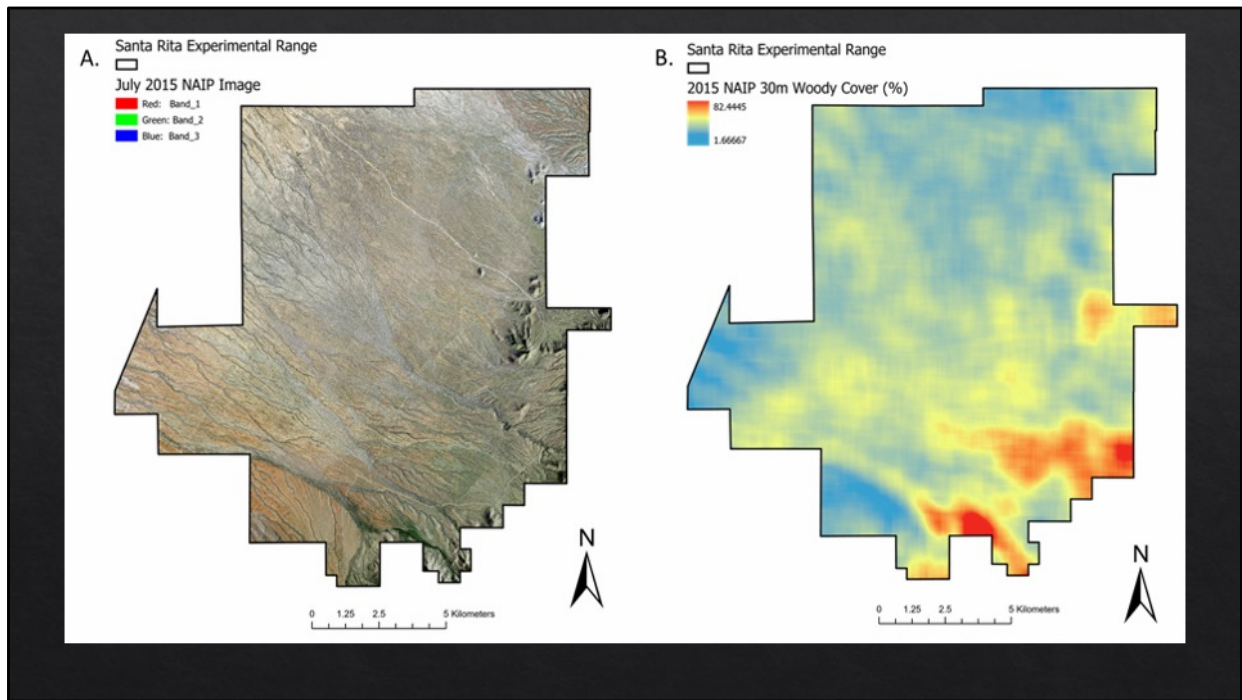 A.
Santa Rita Experimental Range
July 2015 NAIP Image
Red: Band_1
Green: Band_2
Blue: Band_3
N
0 1.25 2.5 5 Kilometers
B.
Santa Rita Experimental Range
2015 NAIP 30m Woody Cover (%)
82.4445
1.66667
N
0 1.25 2.5 5 Kilometers